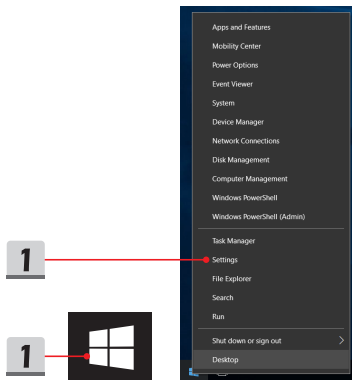 Apps and Features
Mobility Center
Power Options
Event Viewer
System
Device Manager
Network Connections
Disk Management
Computer Management
Windows PowerShell
Windows PowerShell (Admin)
Task Manager
1
Settings
File Explorer
Search
Run
Shut down or sign out
1
Desktop